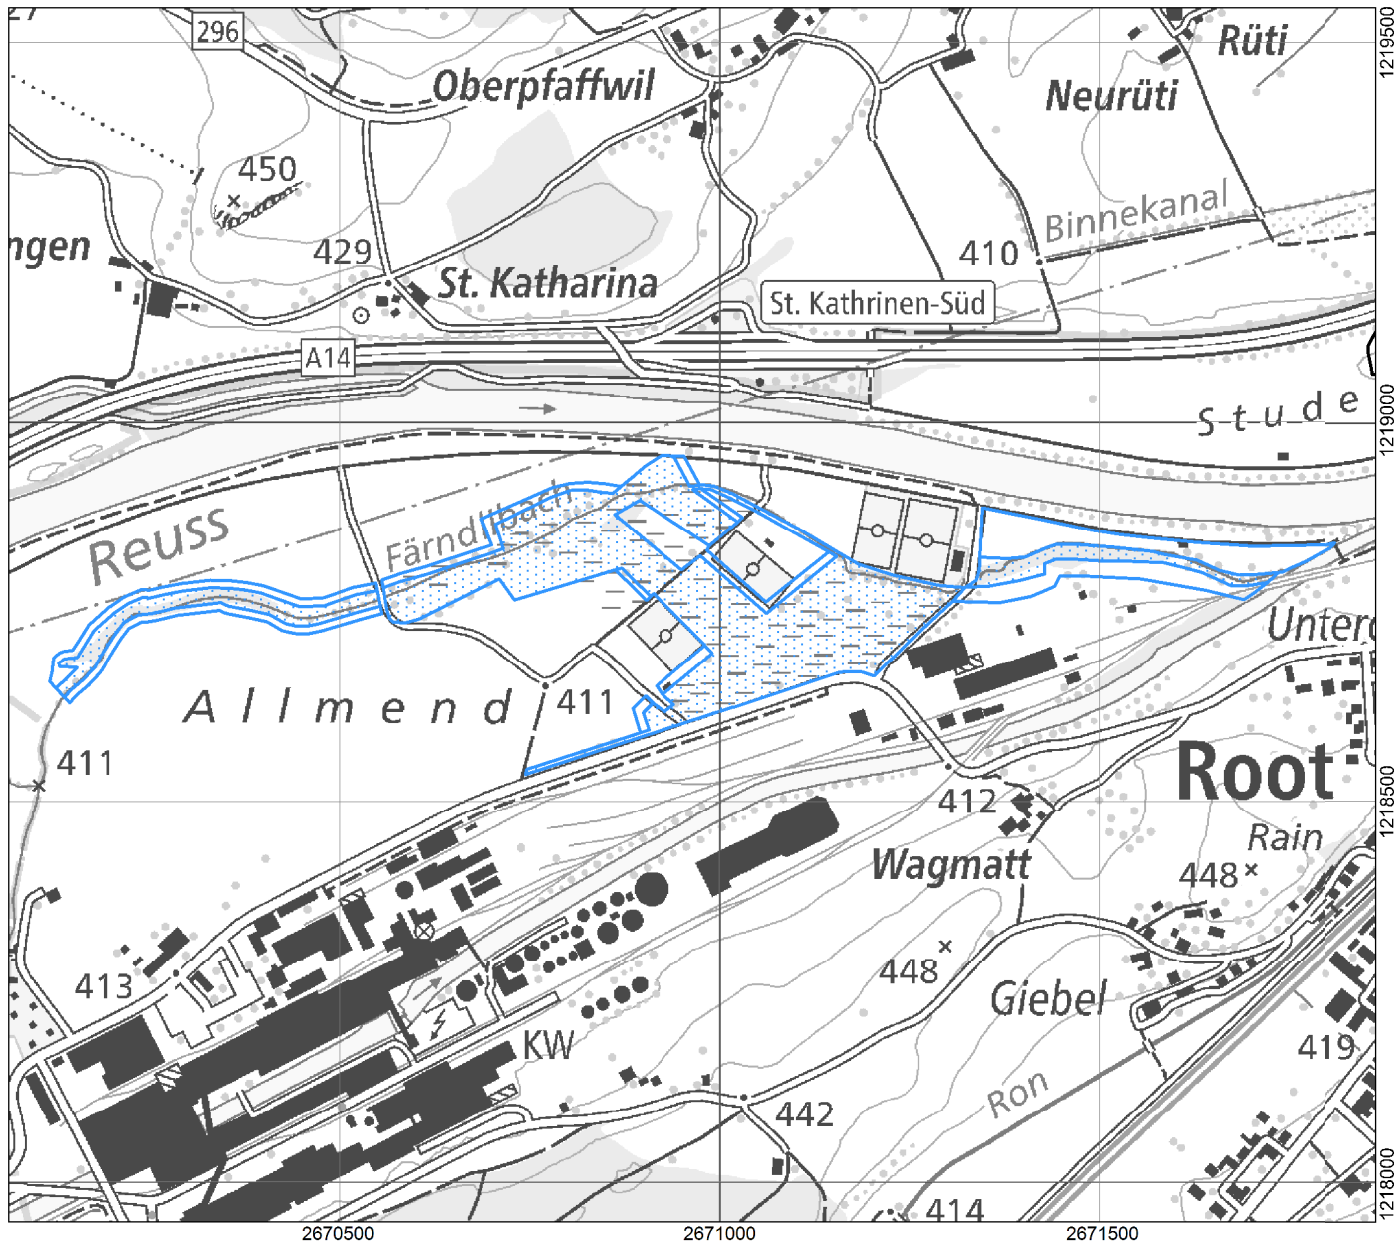 27
296
Oberpfaffwil
Rüti
Neurüti
1219500
450
Binnekanal
ngen
429
410
St. Katharina
St. Kathrinen-Süd
A14
Stude
1219000
Reuss
Färndlibach
Allmend
411
411
Unter
Root
412
1218500
Rain
Wagmatt
448
448
413
Giebel
KW
419
Ron
442
414
1218000
2670500
2671000
2671500